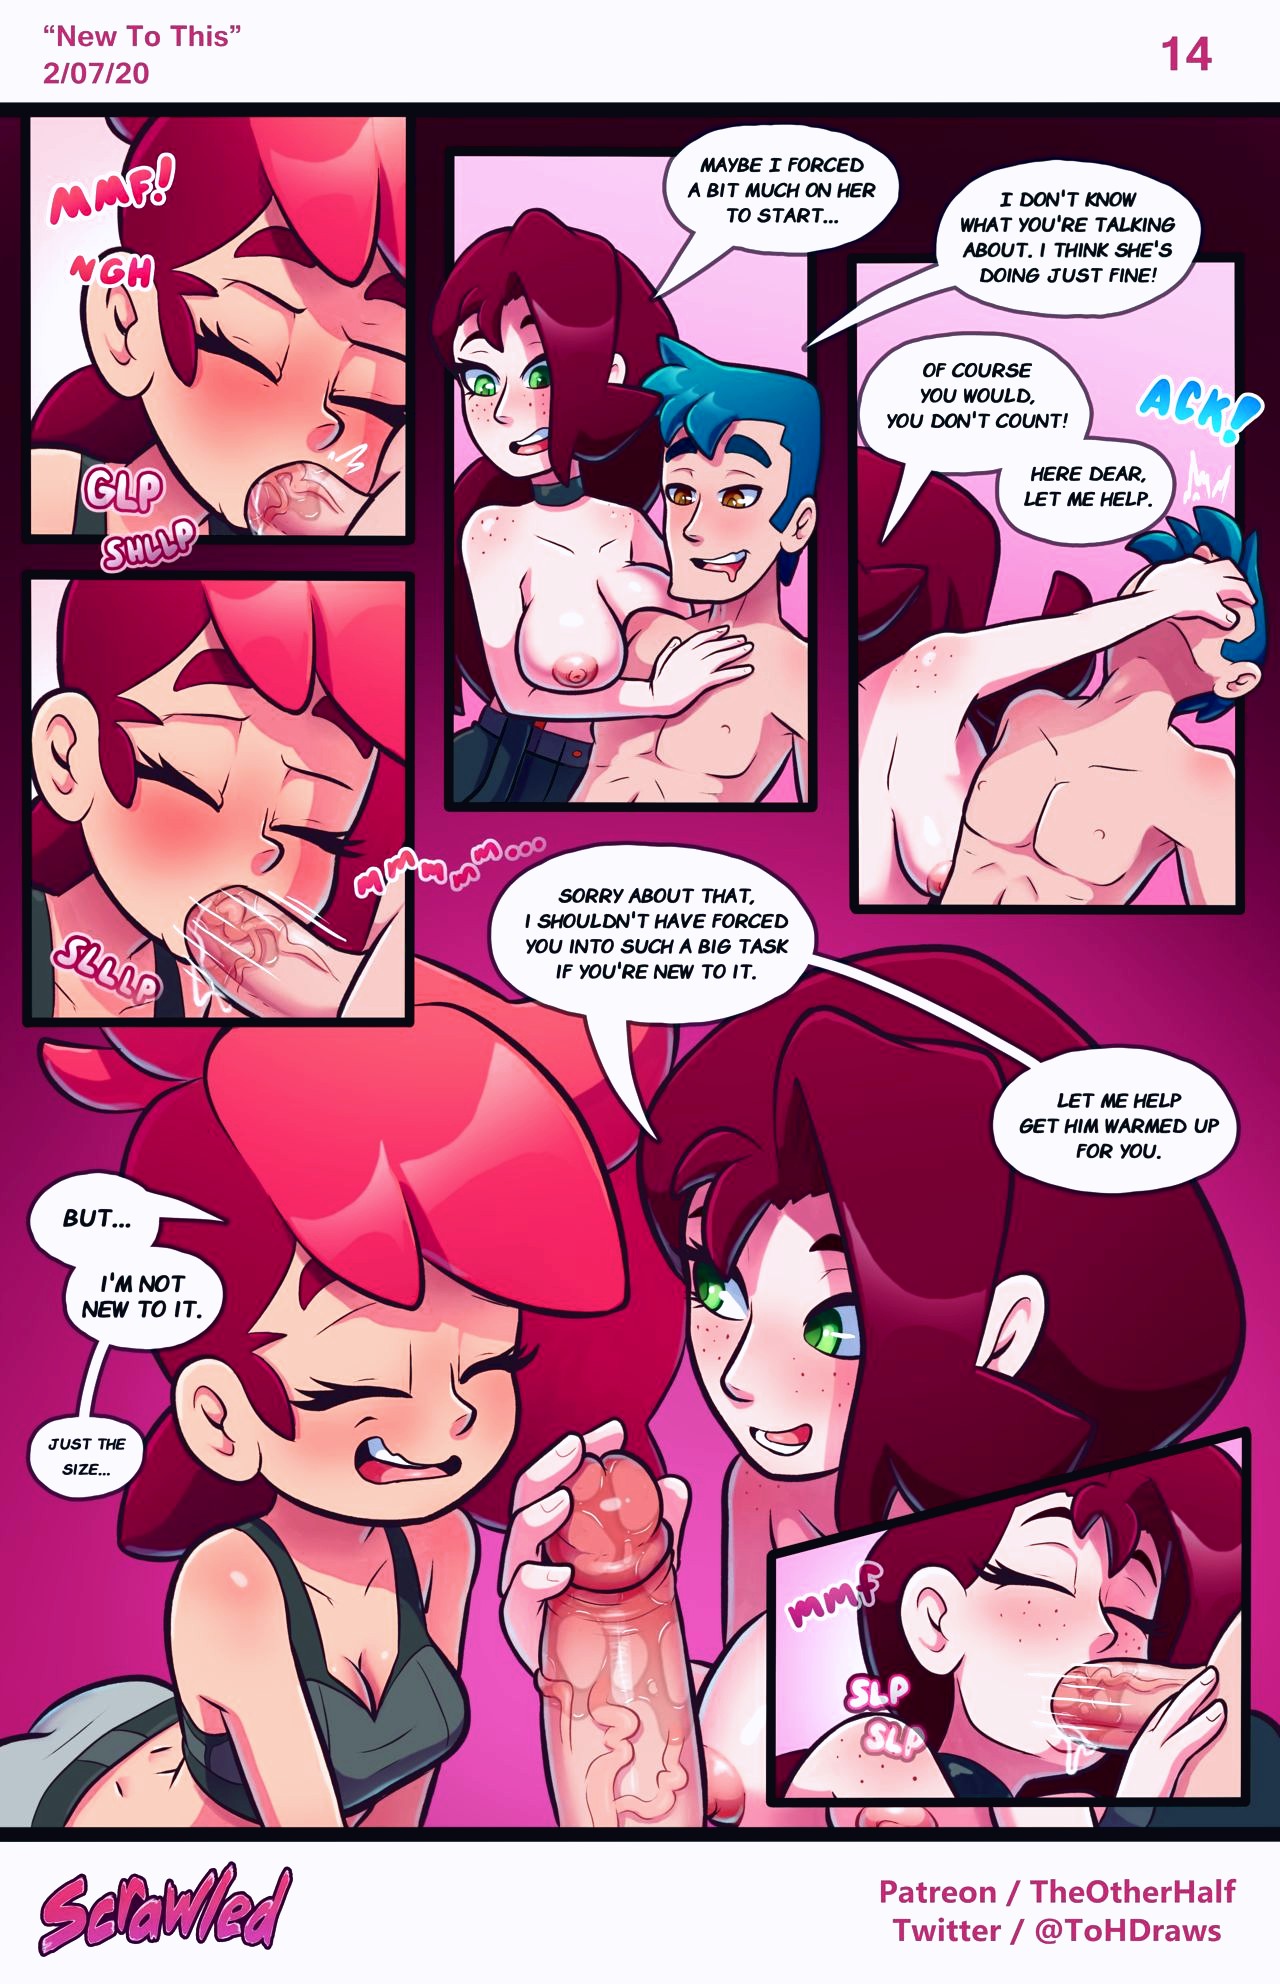 “New To This”
2/07/20
14
MMF!
NGH
GLP
SHLLP
MAYBE I FORCED
A BIT MUCH ON HER
TO START...
I DON'T KNOW
WHAT YOU'RE TALKING
ABOUT. I THINK SHE'S
DOING JUST FINE!
OF COURSE
YOU WOULD,
YOU DON'T COUNT!
HERE DEAR,
LET ME HELP.
ACK!
MMMMM...
SLLLP
SORRY ABOUT THAT,
I SHOULDN'T HAVE FORCED
YOU INTO SUCH A BIG TASK
IF YOU'RE NEW TO IT.
LET ME HELP
GET HIM WARMED UP
FOR YOU.
BUT...
I'M NOT
NEW TO IT.
JUST THE
SIZE...
mmf
SLP
SLP
Scrawled
Patreon / TheOtherHalf
Twitter / @ToHDraws